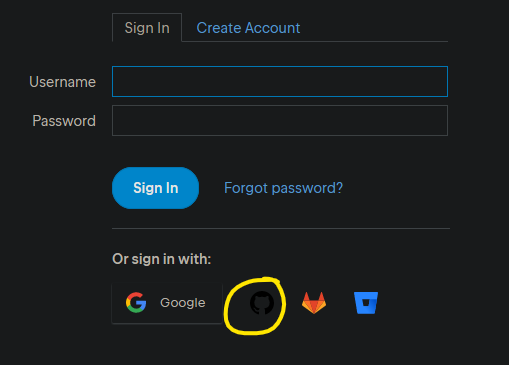 Sign In Create Account
Username
Password
Sign In Forgot password?
Or sign in with:
Google